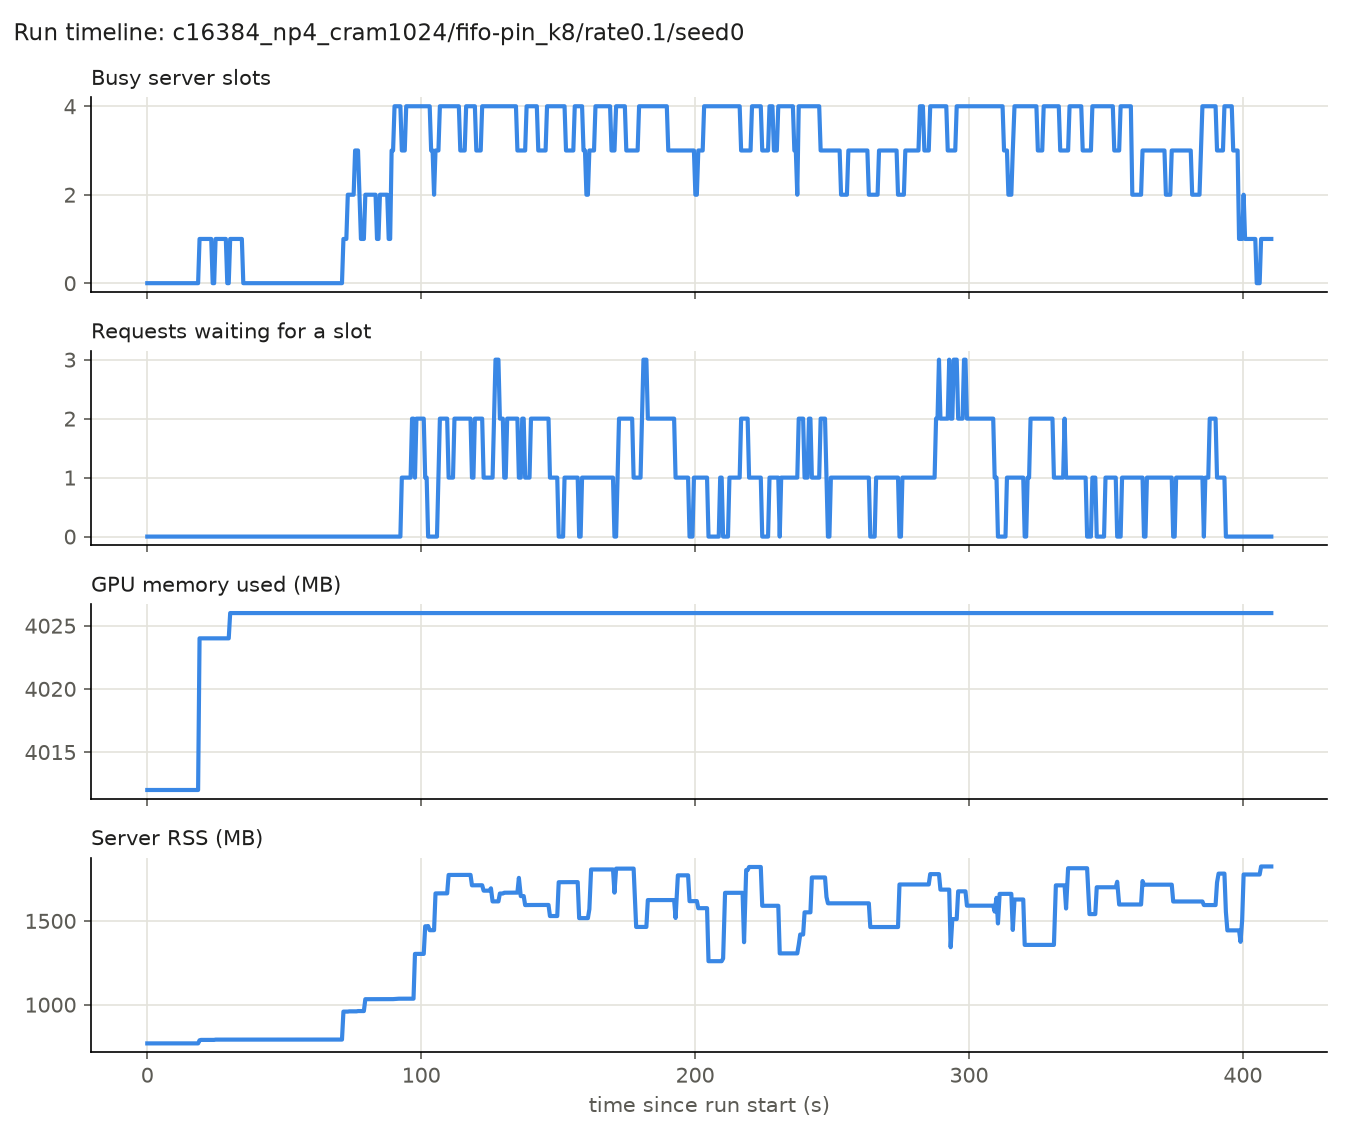 Run timeline: c16384_np4_cram1024/fifo-pin_k8/rate0.1/seed0
Busy server slots
4
2
0
Requests waiting for a slot
3
2
1
0
GPU memory used (MB)
4025
4020
4015
Server RSS (MB)
1500
1000
0 100 200 300 400
time since run start (s)